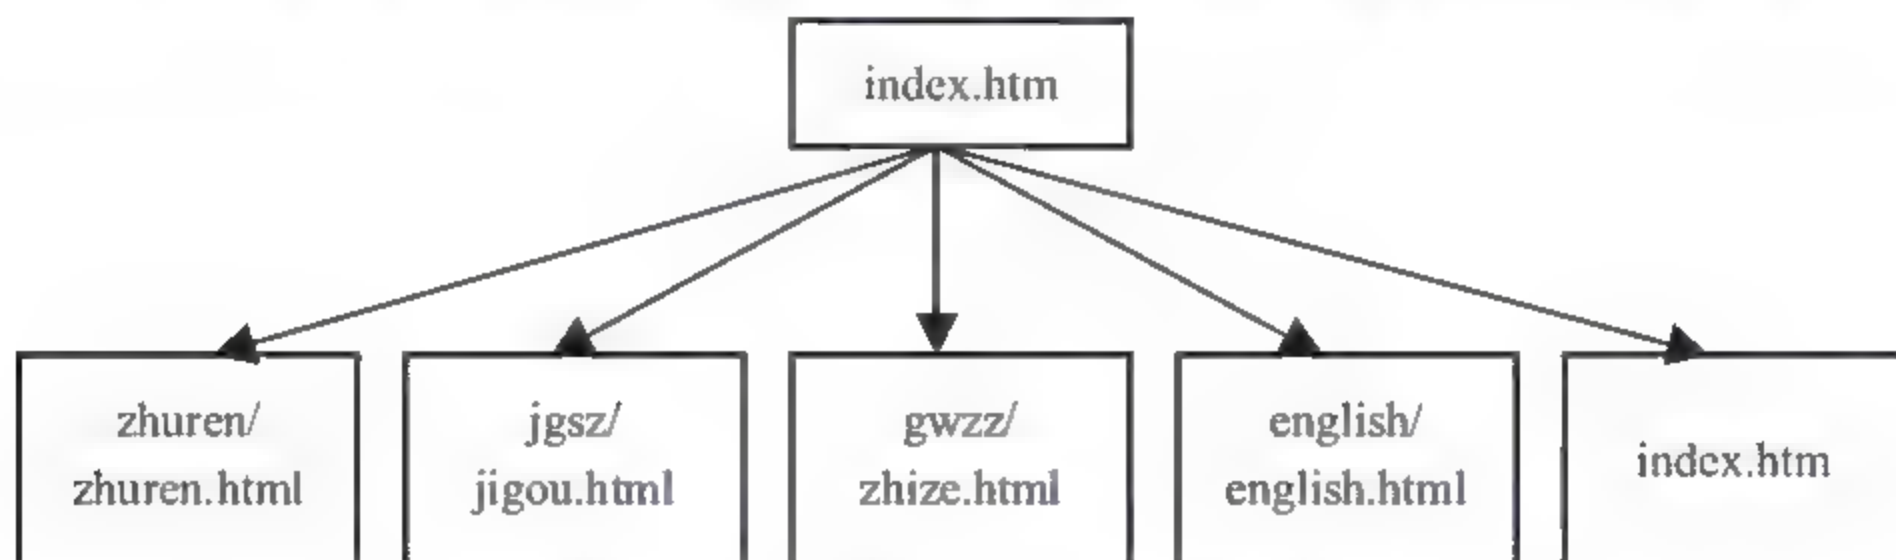 index.htm
zhuren/
zhuren.html
jgsz/
jigou.html
gwzz/
zhize.html
english/
english.html
index.htm